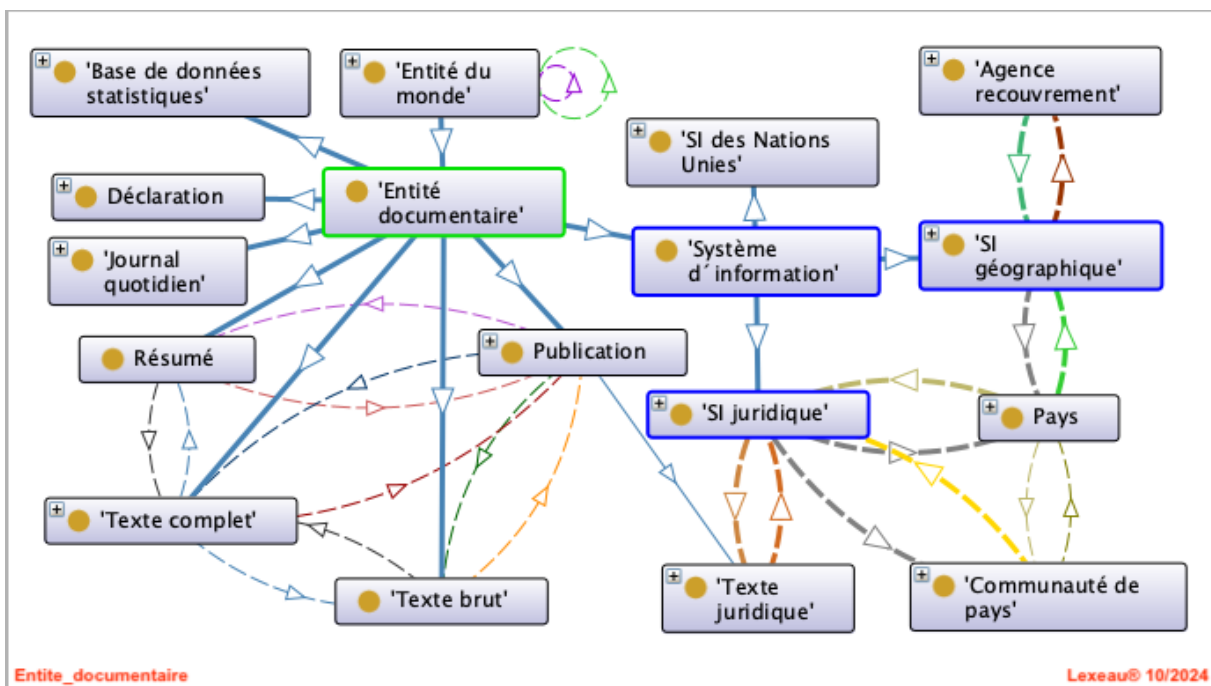 'Base de données
statistiques'
'Entité du
monde'
'Agence
recouvrement'
'SI des Nations
Unies'
Déclaration
'Entité
documentaire'
'Journal
quotidien'
'Système
d´information'
'SI
géographique'
Résumé
Publication
'SI juridique'
Pays
'Texte complet'
'Texte brut'
'Texte
juridique'
'Communauté de
pays'
Entite_documentaire
Lexeau® 10/2024